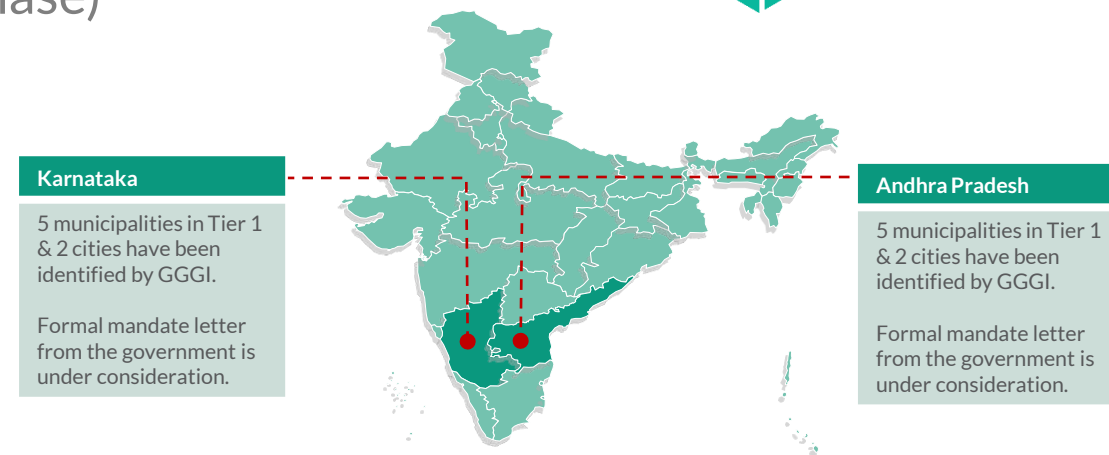 Karnataka
5 municipalities in Tier 1
& 2 cities have been
identified by GGGI.
Formal mandate letter
from the government is
under consideration.
Andhra Pradesh
5 municipalities in Tier 1
& 2 cities have been
identified by GGGI.
Formal mandate letter
from the government is
under consideration.